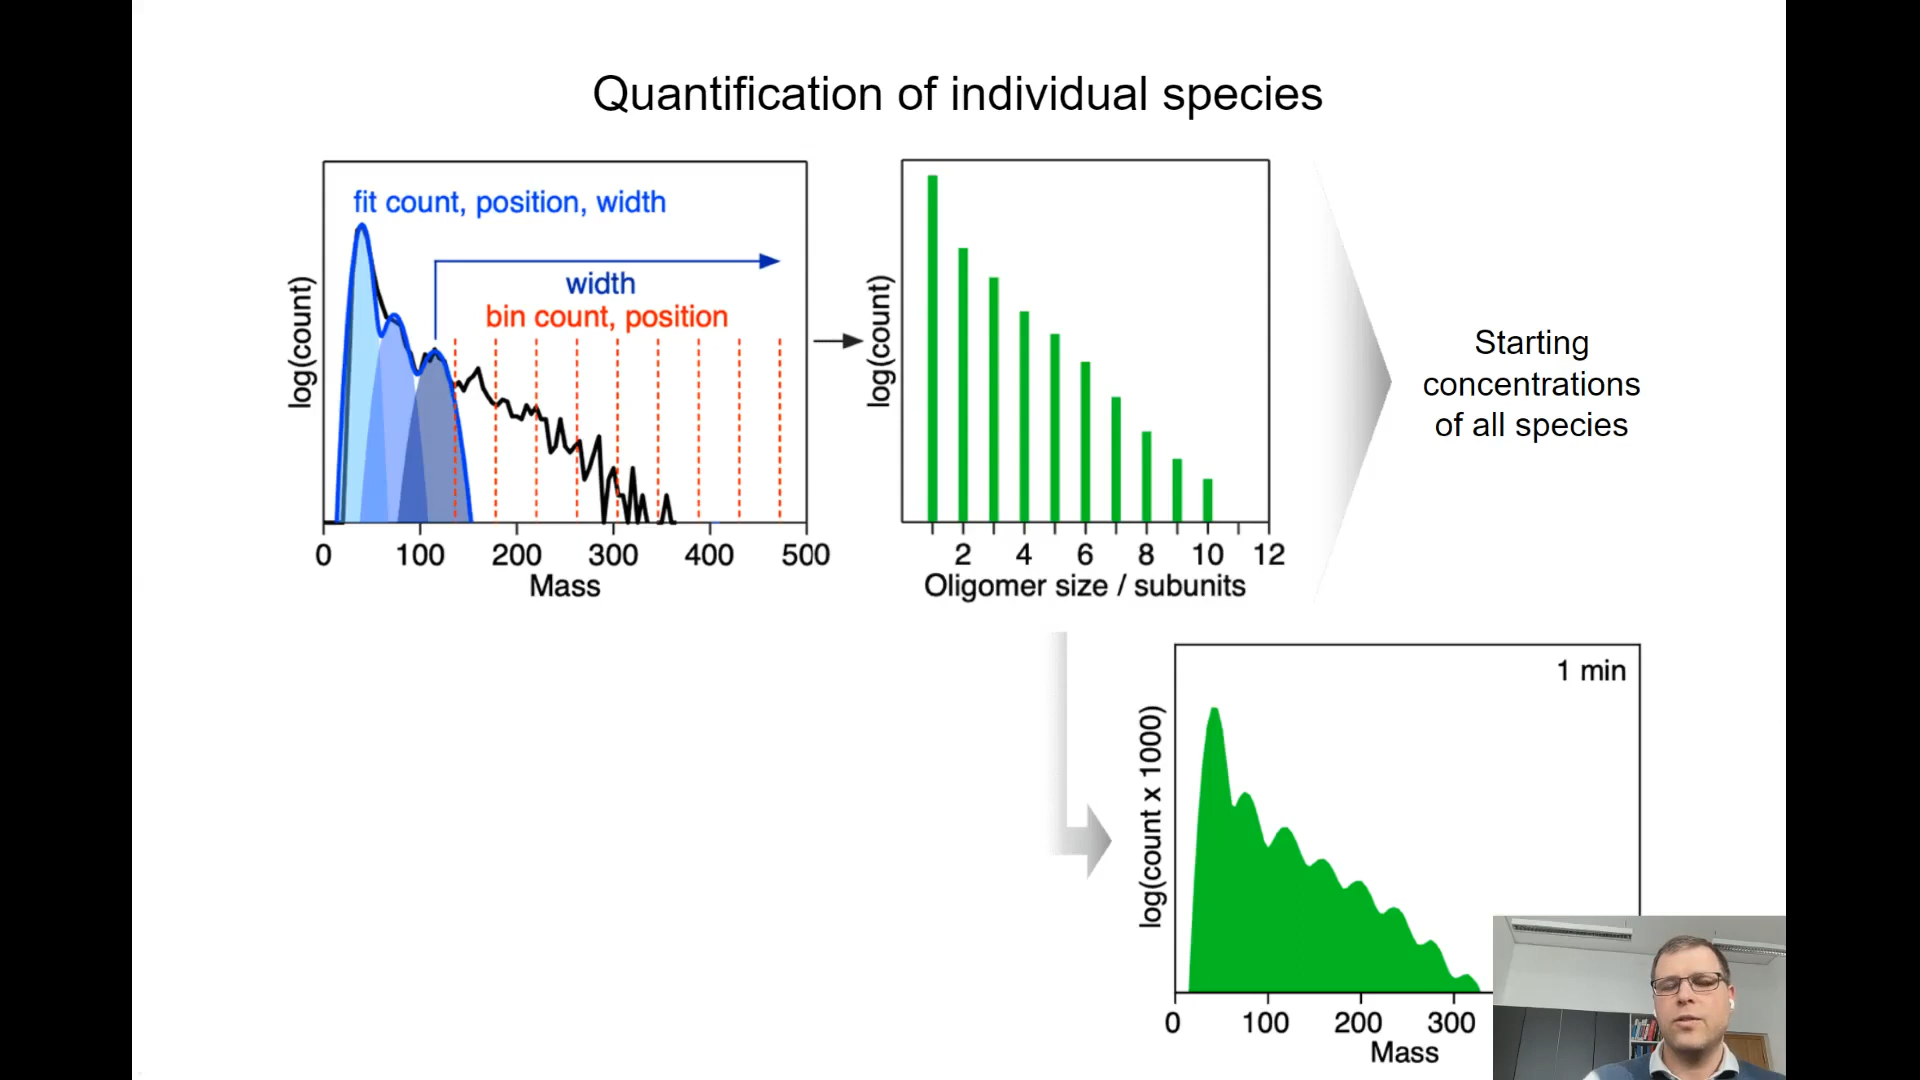 Quantification of individual species
fit count, position, width
width
bin count, position
log(count)
0 100 200 300 400 500
Mass
log(count)
2 4 6 8 10 12
Oligomer size / subunits
Starting
concentrations
of all species
1 min
log(count x 1000)
0 100 200 300
Mass